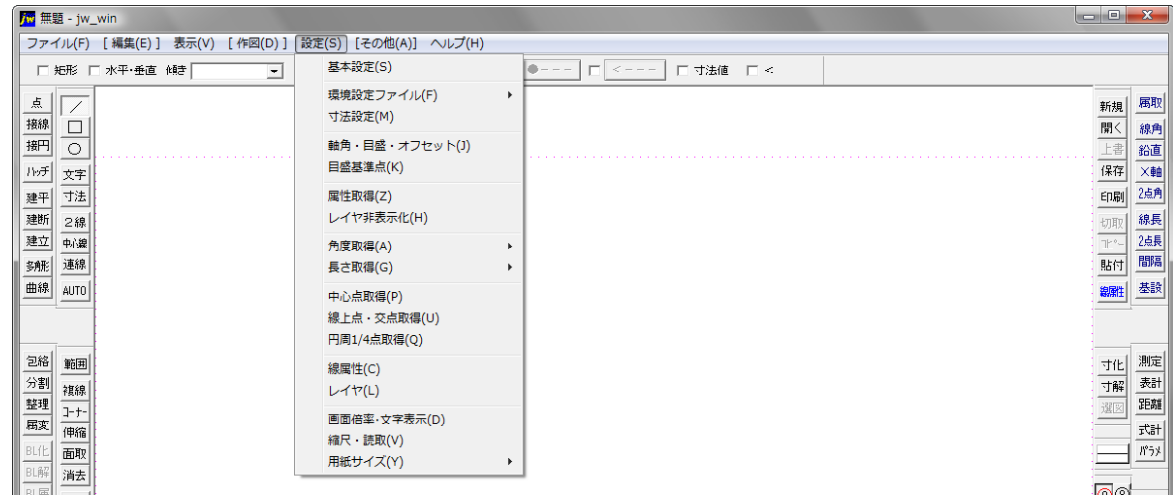 jw 無題 - jw_win
ファイル(F) [ 編集(E) ] 表示(V) [ 作図(D) ] 設定(S) [その他(A)] ヘルプ(H)
矩形 水平･垂直 傾き ●--- <--- 寸法値 <
基本設定(S)
環境設定ファイル(F)
寸法設定(M)
軸角・目盛・オフセット(J)
目盛基準点(K)
属性取得(Z)
レイヤ非表示化(H)
角度取得(A)
長さ取得(G)
中心点取得(P)
線上点・交点取得(U)
円周1/4点取得(Q)
線属性(C)
レイヤ(L)
画面倍率･文字表示(D)
縮尺・読取(V)
用紙サイズ(Y)
点
接線
接円
ハッチ
建平
建断
建立
多角形
曲線
包絡
分割
整理
属変
BL化
BL解
BL属
文字
寸法
2線
中心線
連線
AUTO
範囲
複線
コーナー
伸縮
面取
消去
新規
開く
上書
保存
印刷
切取
コピー
貼付
線属性
寸化
寸解
選図
属取
線角
鉛直
×軸
2点角
線長
2点長
間隔
基設
測定
表計
距離
式計
パラメ